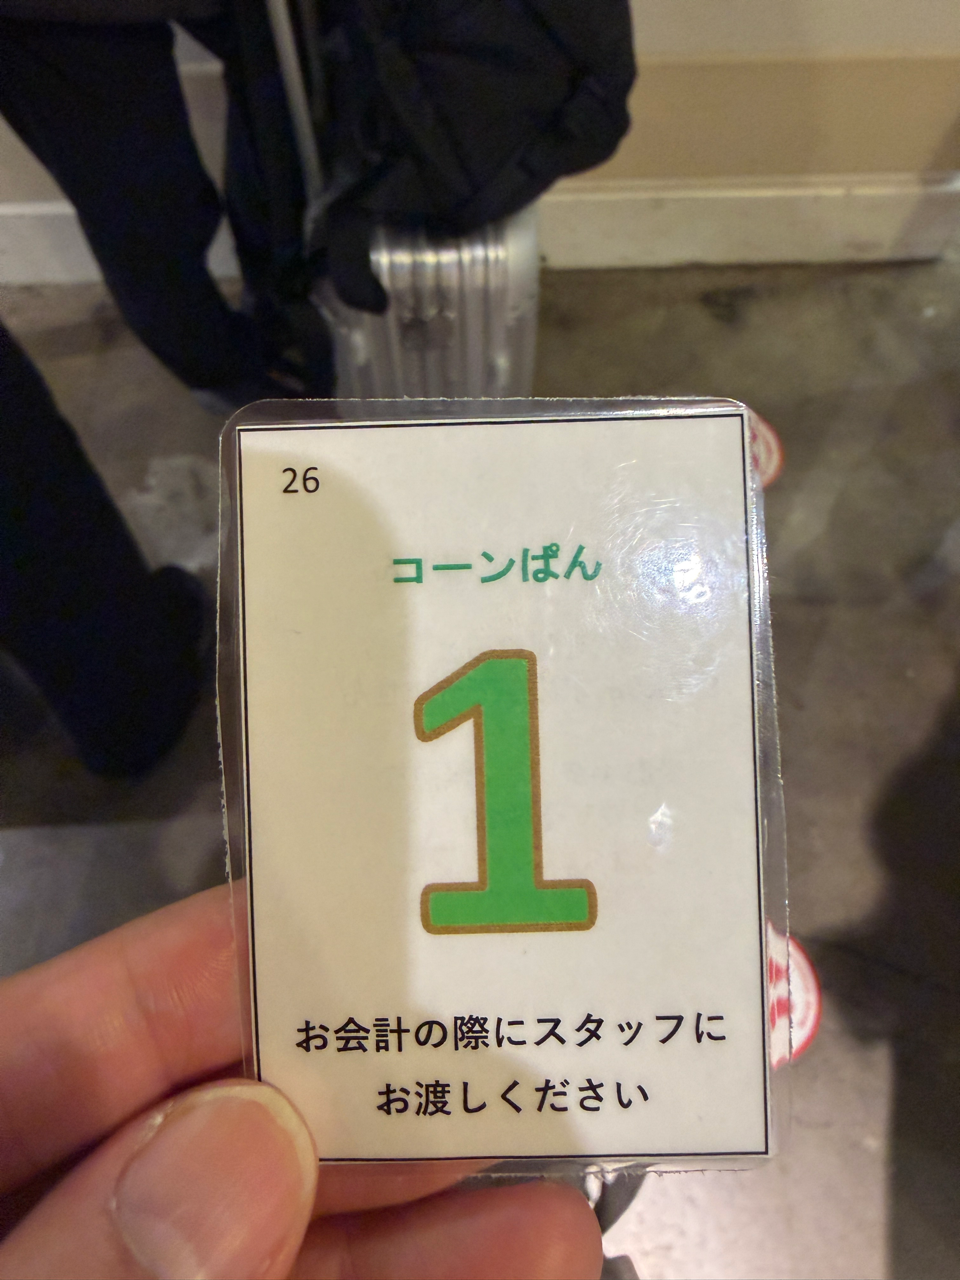 26
コーンぱん
1
お会計の際にスタッフに
お渡しください